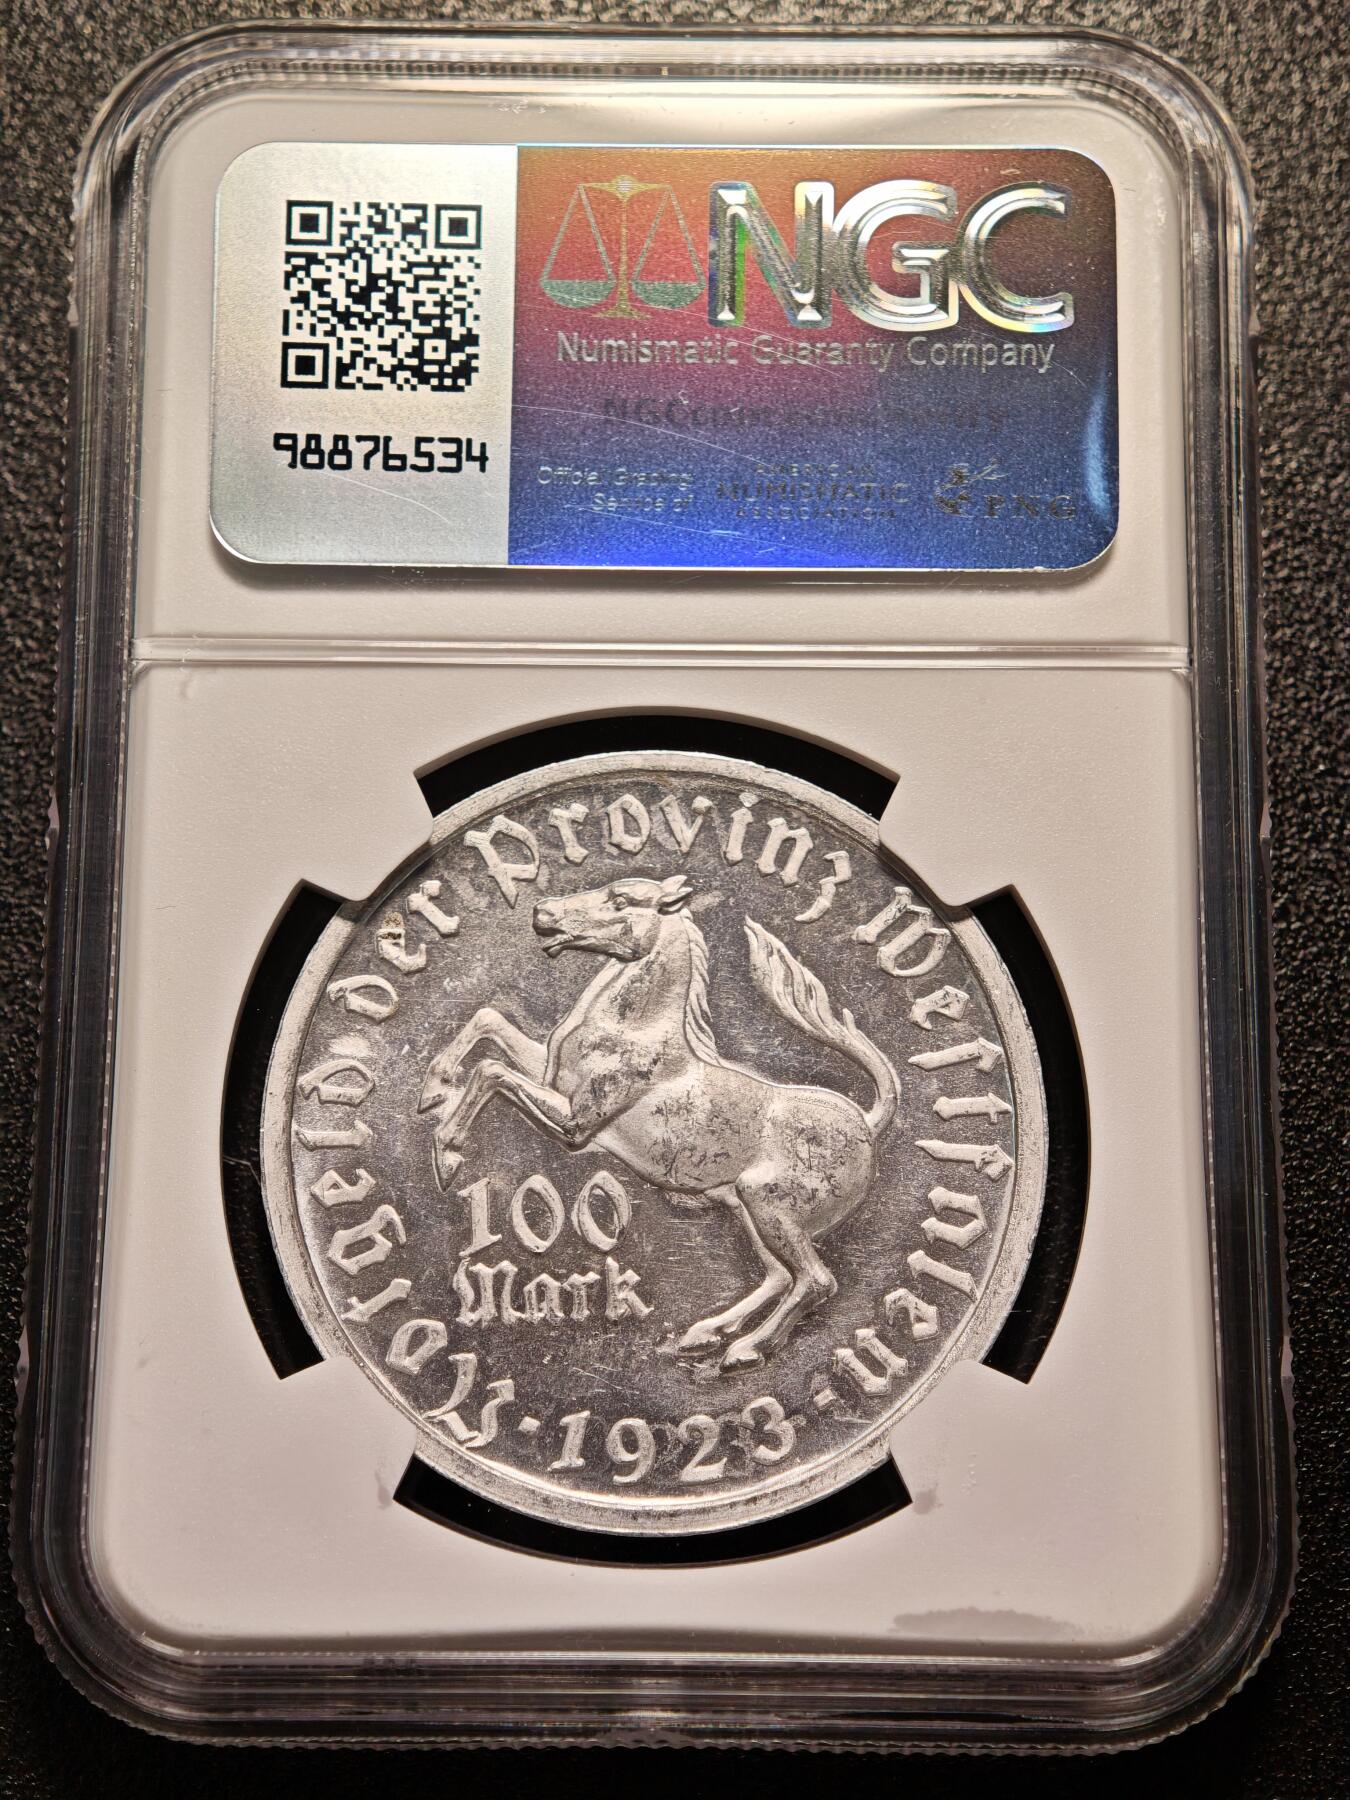 NGC
Numismatic Guaranty Company
98876534
Official Grading
Service of
AMERICAN
NUMISMATIC
ASSOCIATION
PNG
Notgeld der Provinz Westfalen
100
Mark
· 1923 ·